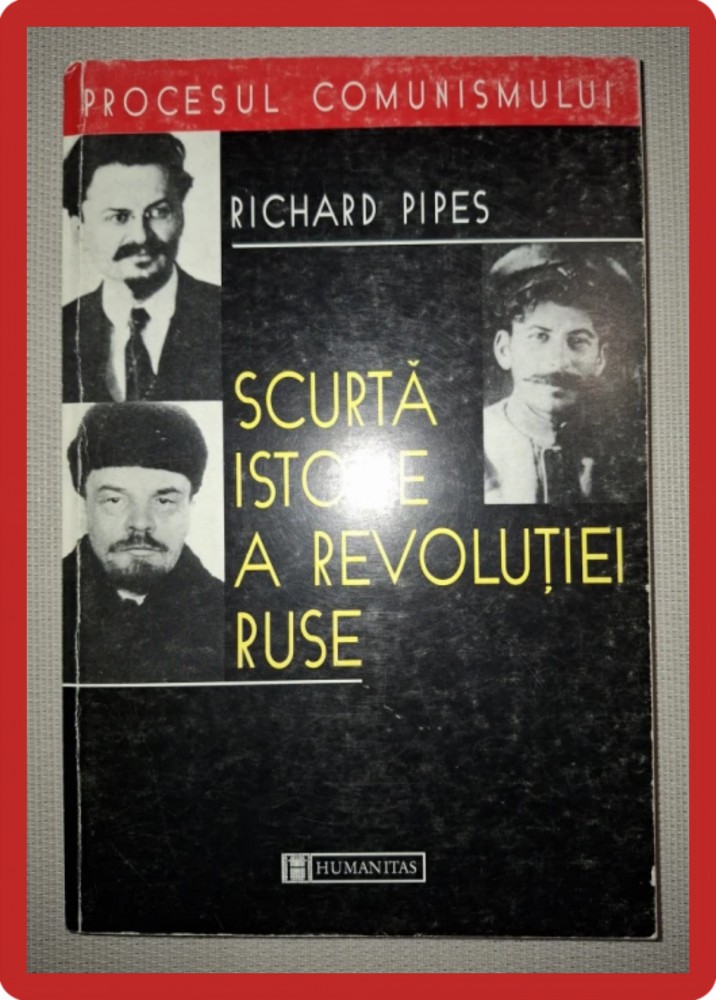 PROCESUL COMUNISMULUI
RICHARD PIPES
SCURTĂ
A REVOLUȚIEI
RUSE
HUMANITAS